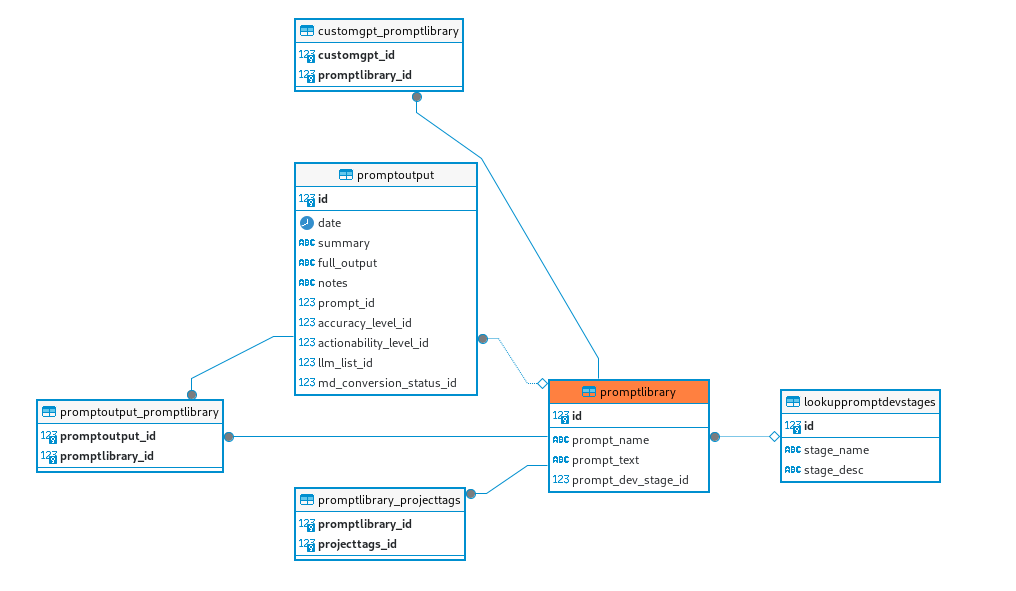 customgpt_promptlibrary
123 customgpt_id
123 promptlibrary_id
promptoutput
123 id
date
ABC summary
ABC full_output
ABC notes
123 prompt_id
123 accuracy_level_id
123 actionability_level_id
123 llm_list_id
123 md_conversion_status_id
promptoutput_promptlibrary
123 promptoutput_id
123 promptlibrary_id
promptlibrary
123 id
ABC prompt_name
ABC prompt_text
123 prompt_dev_stage_id
lookuppromptdevstages
123 id
ABC stage_name
ABC stage_desc
promptlibrary_projecttags
123 promptlibrary_id
123 projecttags_id